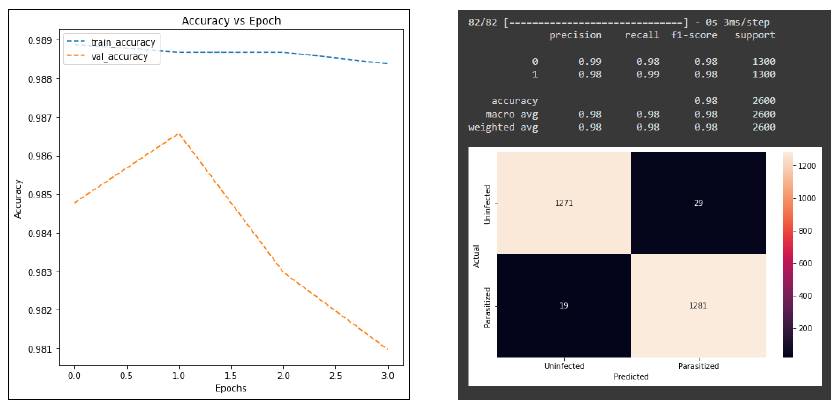 Accuracy vs Epoch
train_accuracy
val_accuracy
0.989
0.988
0.987
0.986
0.985
0.984
0.983
0.982
0.981
Accuracy
0.0 0.5 1.0 1.5 2.0 2.5 3.0
Epochs
82/82 [==============================] - 0s 3ms/step
precision recall f1-score support
0 0.99 0.98 0.98 1300
1 0.98 0.99 0.98 1300
accuracy 0.98 2600
macro avg 0.98 0.98 0.98 2600
weighted avg 0.98 0.98 0.98 2600
Actual
Uninfected
Parasitized
1271 29
19 1281
Uninfected Parasitized
Predicted
1200
1000
800
600
400
200